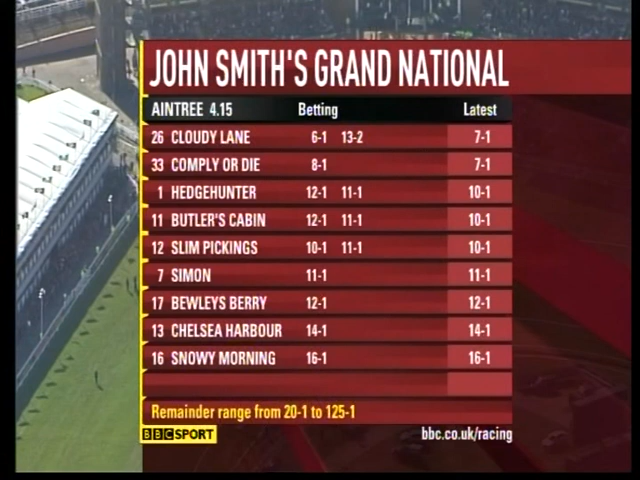 JOHN SMITH'S GRAND NATIONAL
AINTREE 4.15 Betting Latest
26 CLOUDY LANE 6-1 13-2 7-1
33 COMPLY OR DIE 8-1 7-1
1 HEDGEHUNTER 12-1 11-1 10-1
11 BUTLER'S CABIN 12-1 11-1 10-1
12 SLIM PICKINGS 10-1 11-1 10-1
7 SIMON 11-1 11-1
17 BEWLEYS BERRY 12-1 12-1
13 CHELSEA HARBOUR 14-1 14-1
16 SNOWY MORNING 16-1 16-1
Remainder range from 20-1 to 125-1
BBC SPORT bbc.co.uk/racing